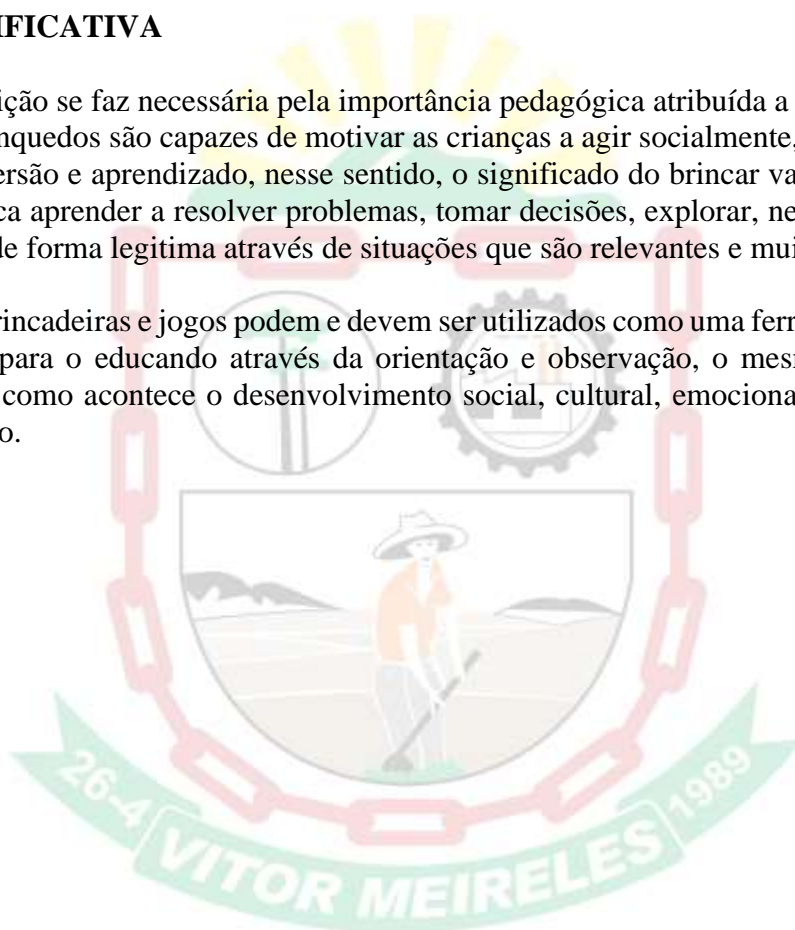 IFICATIVA
ição se faz necessária pela importância pedagógica atribuída a
nquedos são capazes de motivar as crianças a agir socialmente,
ersão e aprendizado, nesse sentido, o significado do brincar va
ca aprender a resolver problemas, tomar decisões, explorar, ne
de forma legitima através de situações que são relevantes e mui
rincadeiras e jogos podem e devem ser utilizados como uma ferr
para o educando através da orientação e observação, o mesm
como acontece o desenvolvimento social, cultural, emociona
o.
26-4 VITOR MEIRELES 1989